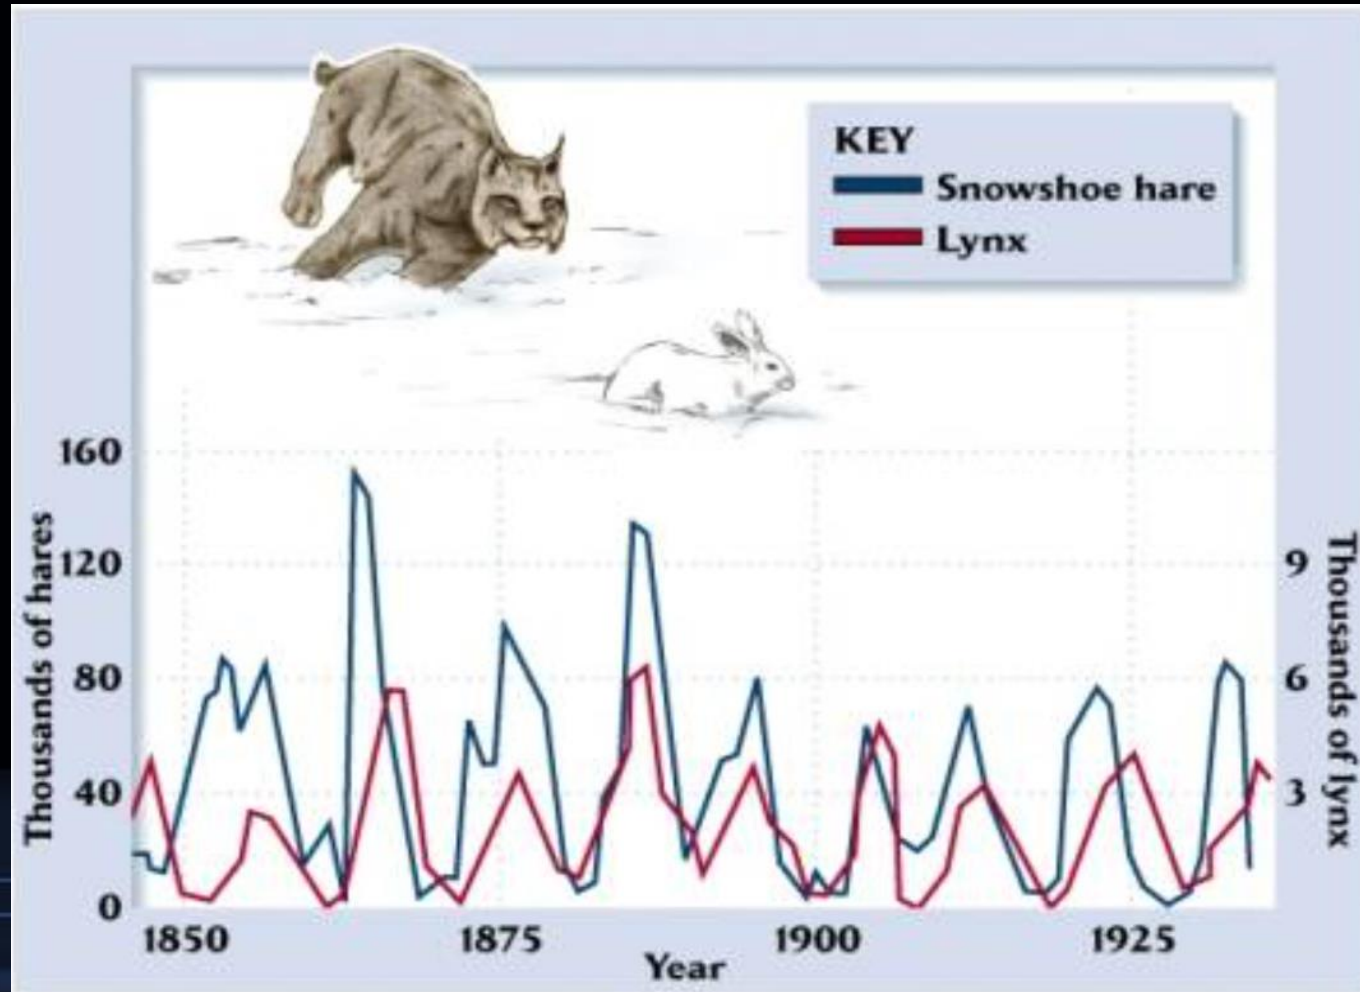 KEY
Snowshoe hare
Lynx
160
120
80
40
0
Thousands of hares
9
6
3
Thousands of lynx
1850 1875 1900 1925
Year